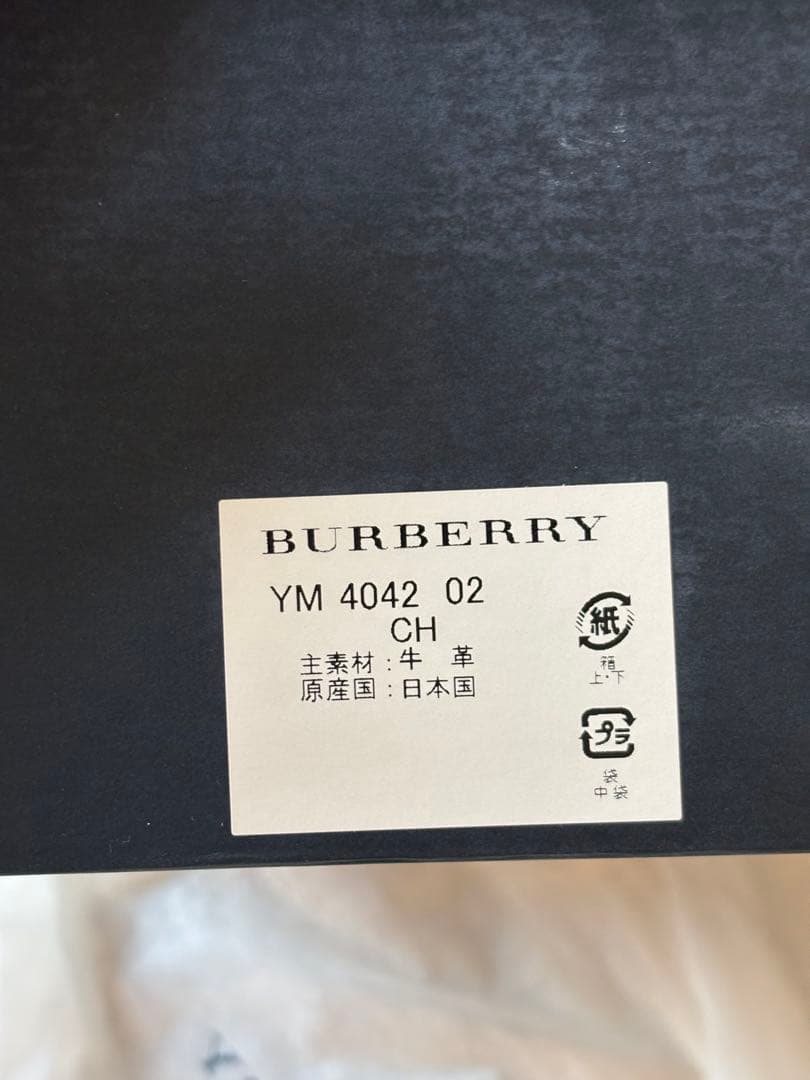 BURBERRY
YM 4042 02
CH
主素材:牛 革
原産国:日本国
紙
箱
上・下
プラ
袋
中袋